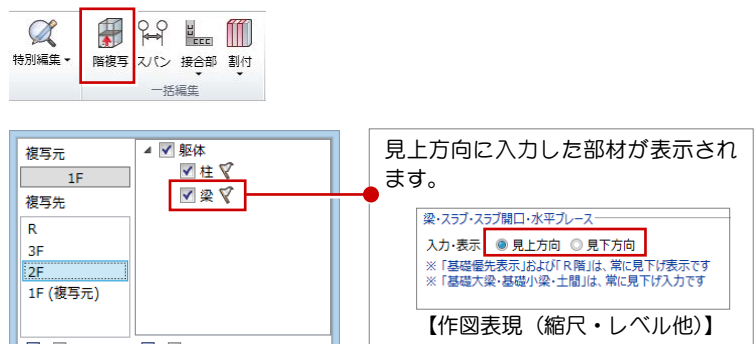 特別編集
階複写
スパン
接合部
割付
一括編集
複写元
1F
複写先
R
3F
2F
1F (複写元)
躯体
柱
梁
見上方向に入力した部材が表示され
ます。
梁・スラブ・スラブ開口・水平ブレース
入力・表示 見上方向 見下方向
※「基礎優先表示」および「R階」は、常に見下げ表示です
※「基礎大梁・基礎小梁・土間」は、常に見下げ入力です
【作図表現（縮尺・レベル他）】